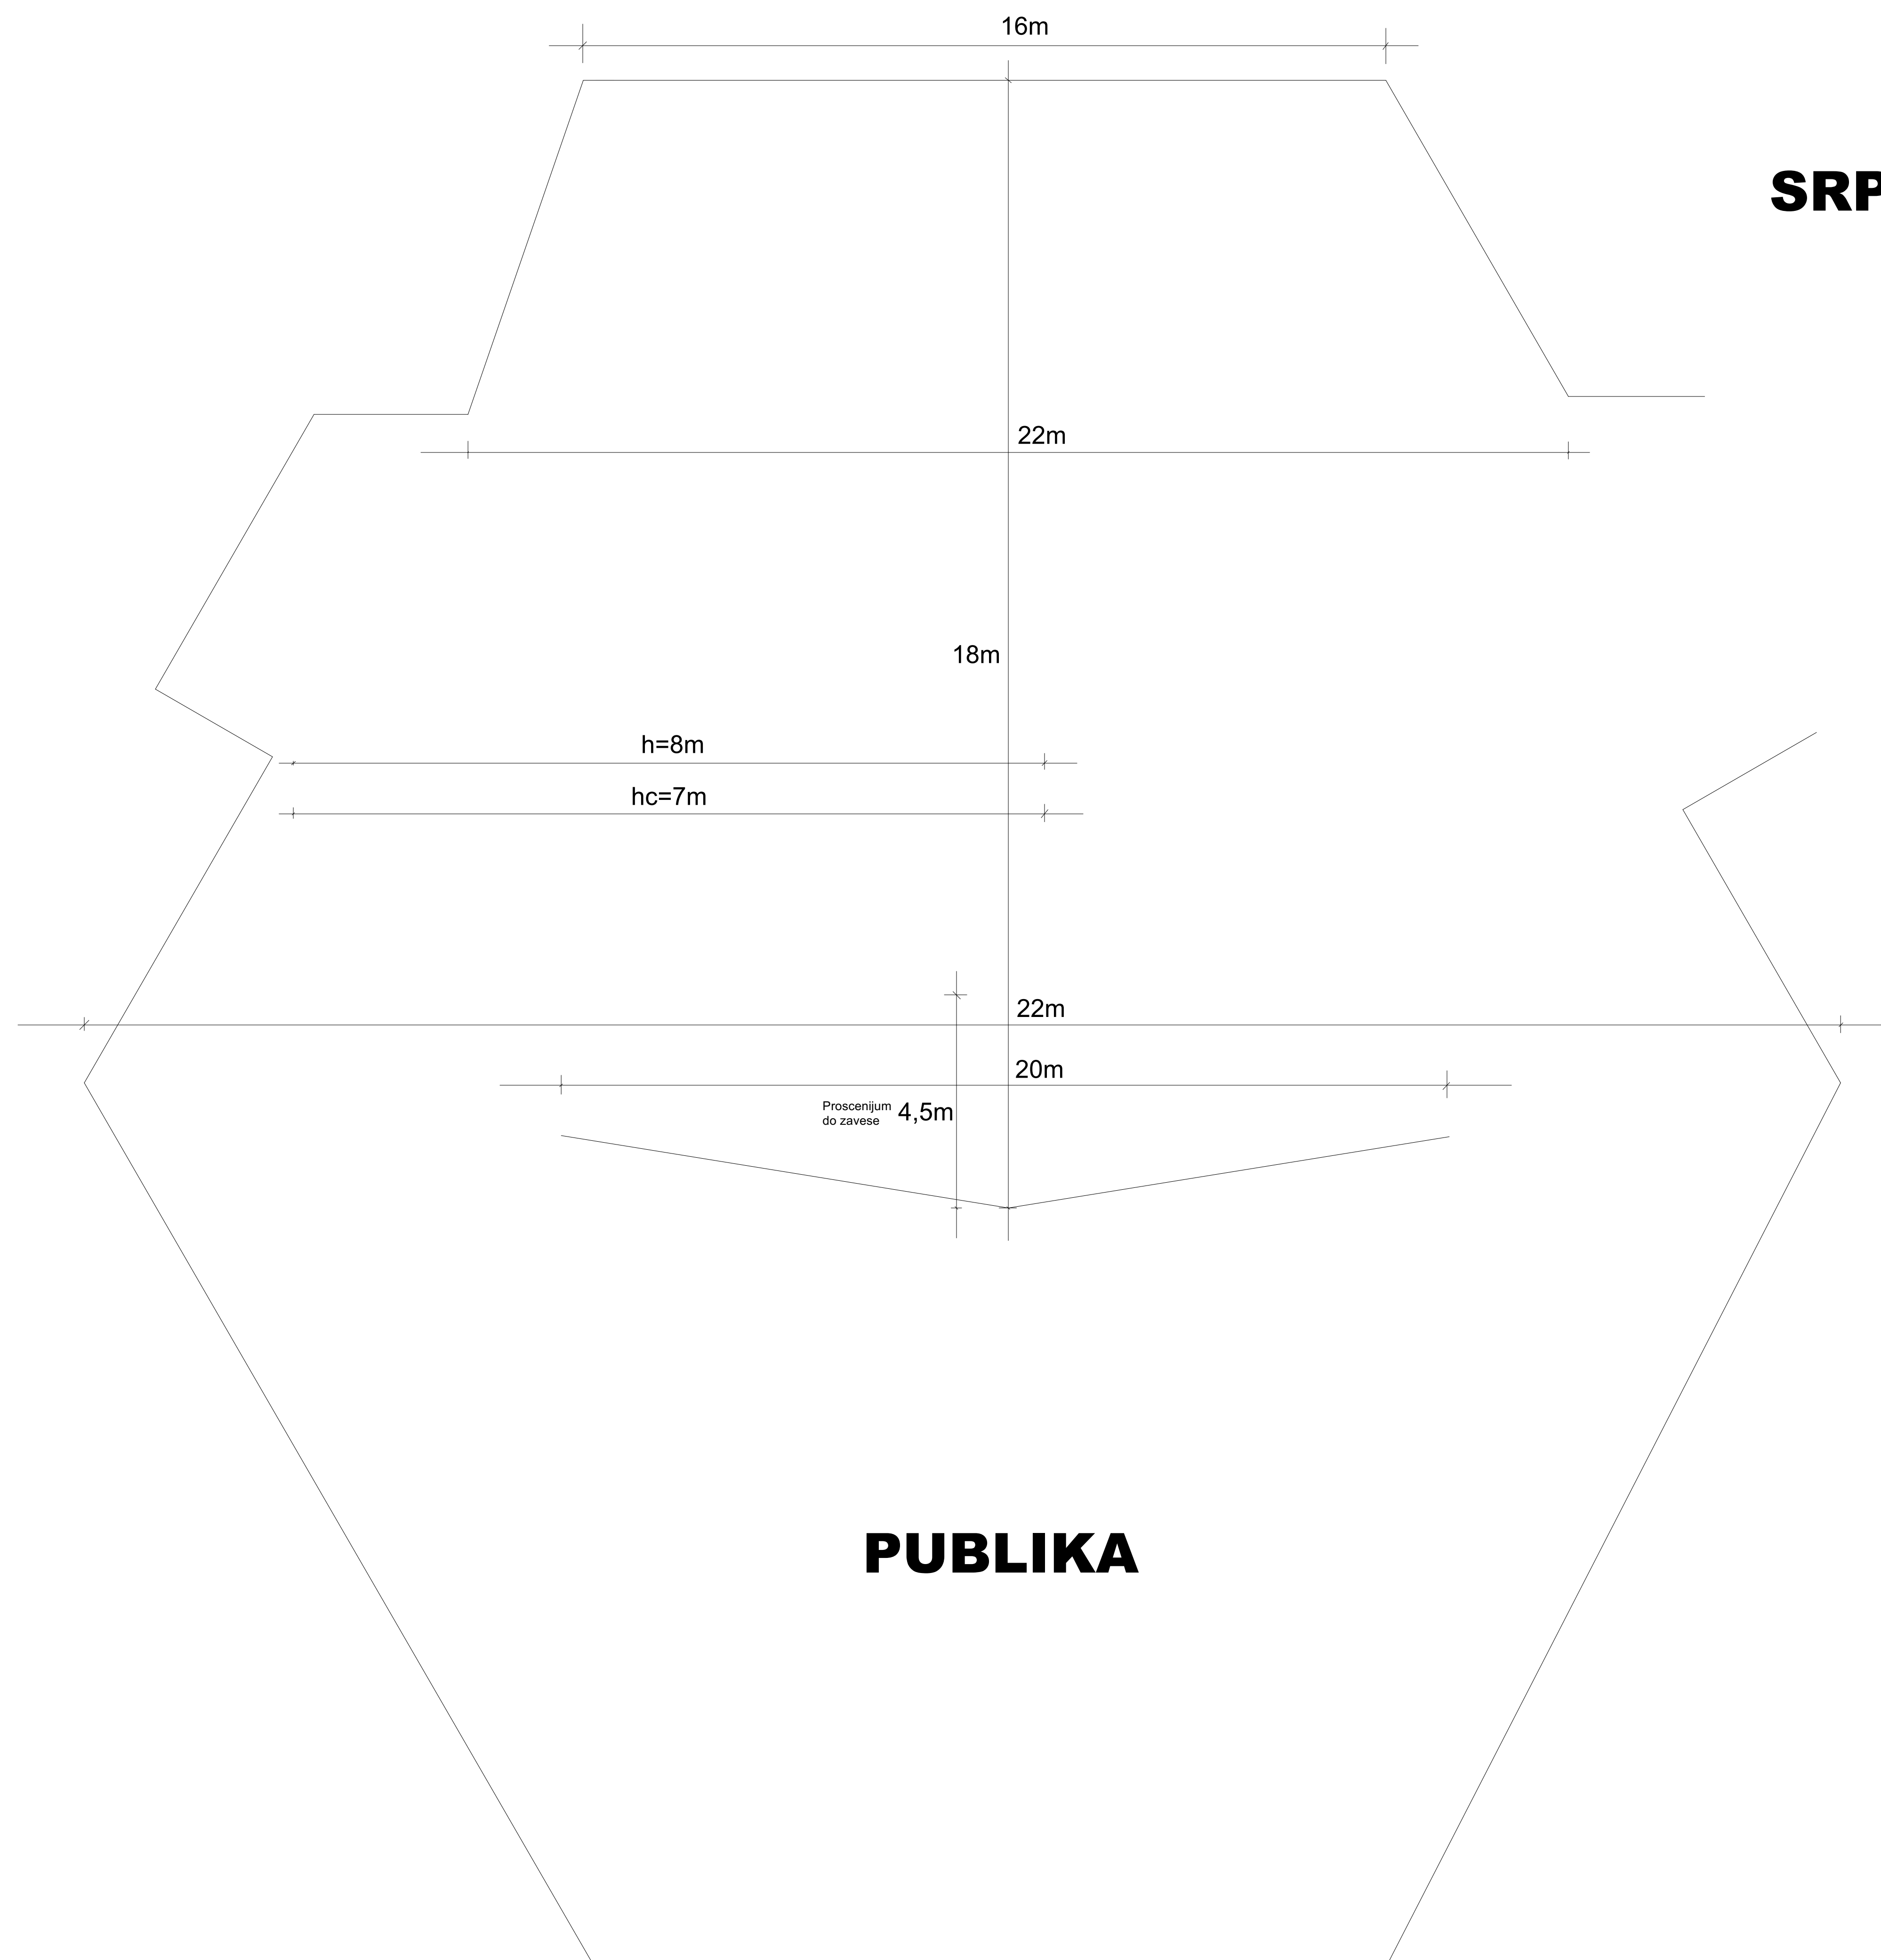 16m
SRP
22m
18m
h=8m
hc=7m
22m
20m
Proscenijum
do zavese
4,5m
PUBLIKA